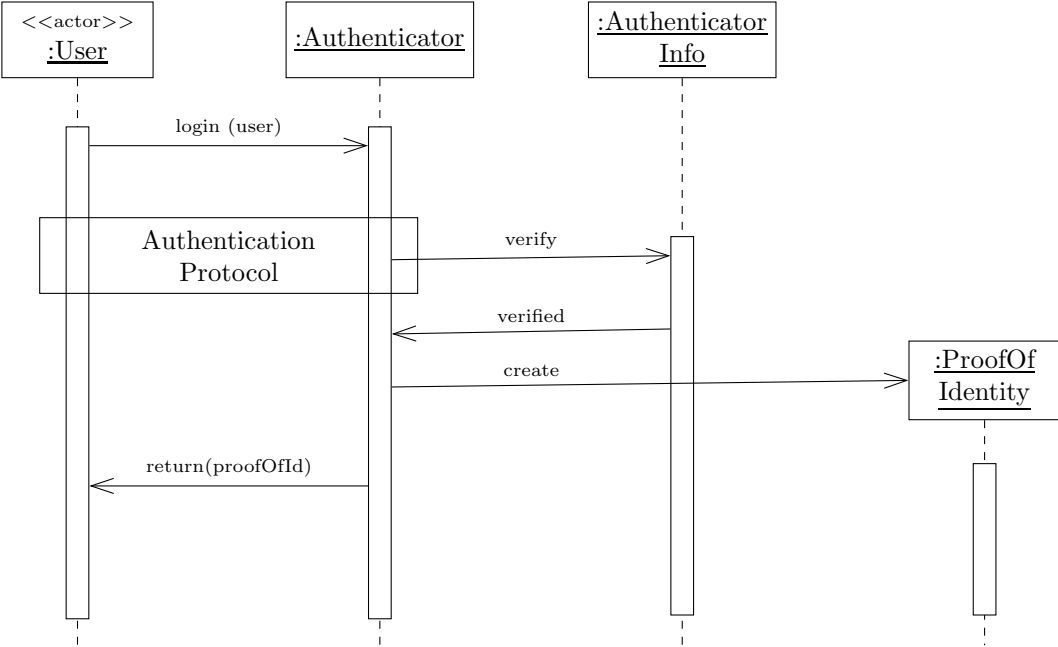 <<actor>>
:User
:Authenticator
:Authenticator
Info
login (user)
Authentication
Protocol
verify
verified
create
:ProofOf
Identity
return(proofOfId)